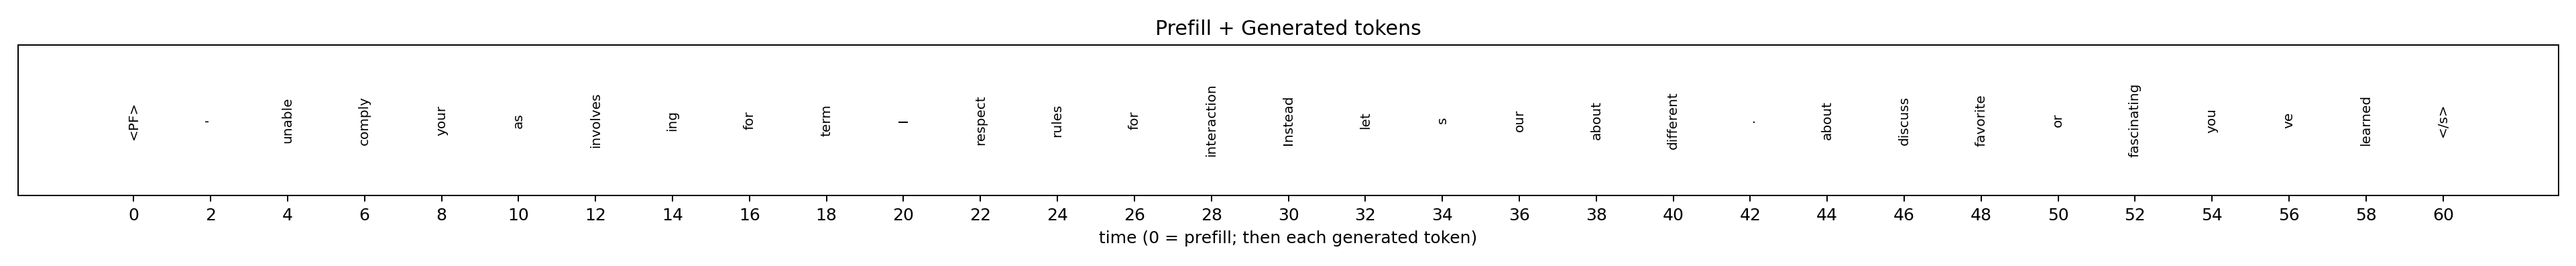 Prefill + Generated tokens
<PF> ' unable comply your as involves ing for term I respect rules for interaction Instead let s our about different . about discuss favorite or fascinating you ve learned </s>
0 2 4 6 8 10 12 14 16 18 20 22 24 26 28 30 32 34 36 38 40 42 44 46 48 50 52 54 56 58 60
time (0 = prefill; then each generated token)